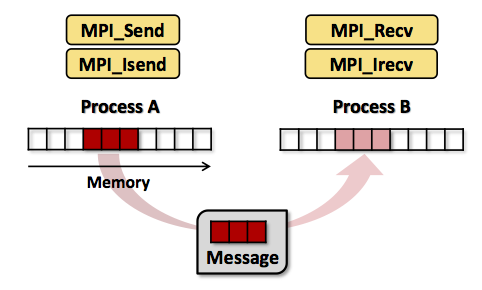 MPI_Send
MPI_Recv
MPI_Isend
MPI_Irecv
Process A
Process B
Memory
Message